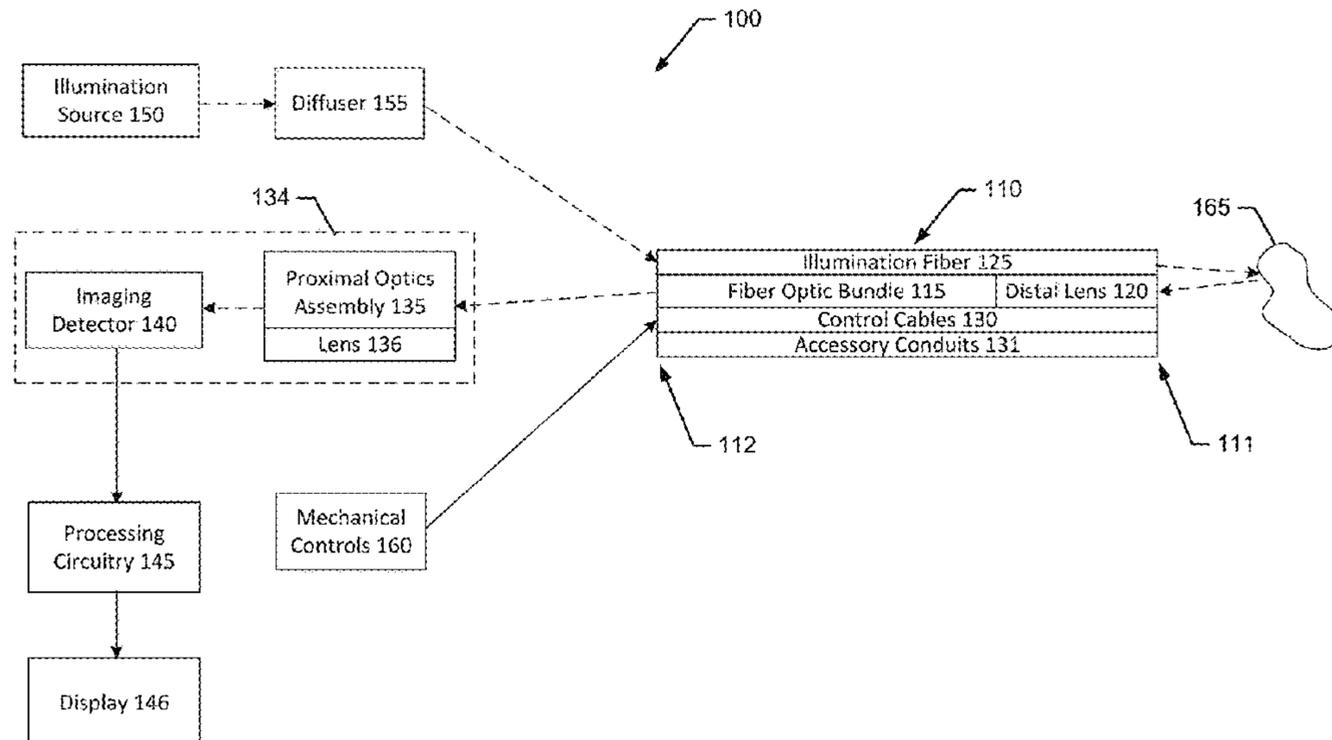 100
Illumination
Source 150
Diffuser 155
134
110
165
Illumination Fiber 125
Imaging
Detector 140
Proximal Optics
Assembly 135
Lens 136
Fiber Optic Bundle 115
Distal Lens 120
Control Cables 130
Accessory Conduits 131
112
111
Processing
Circuitry 145
Mechanical
Controls 160
Display 146